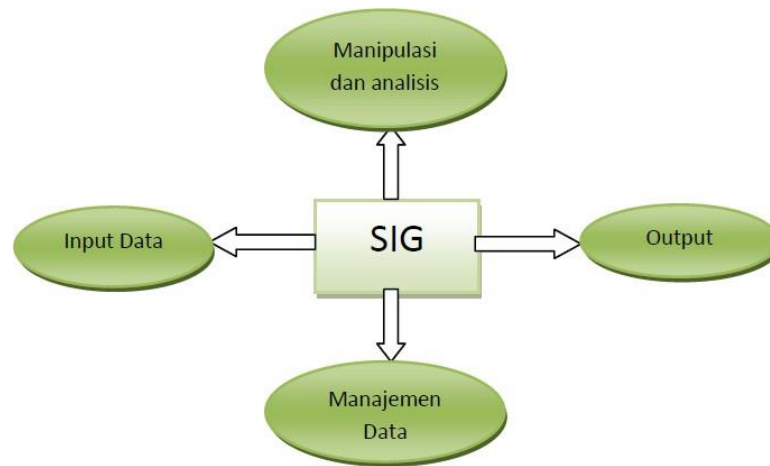 Manipulasi
dan analisis
Input Data
SIG
Output
Manajemen
Data